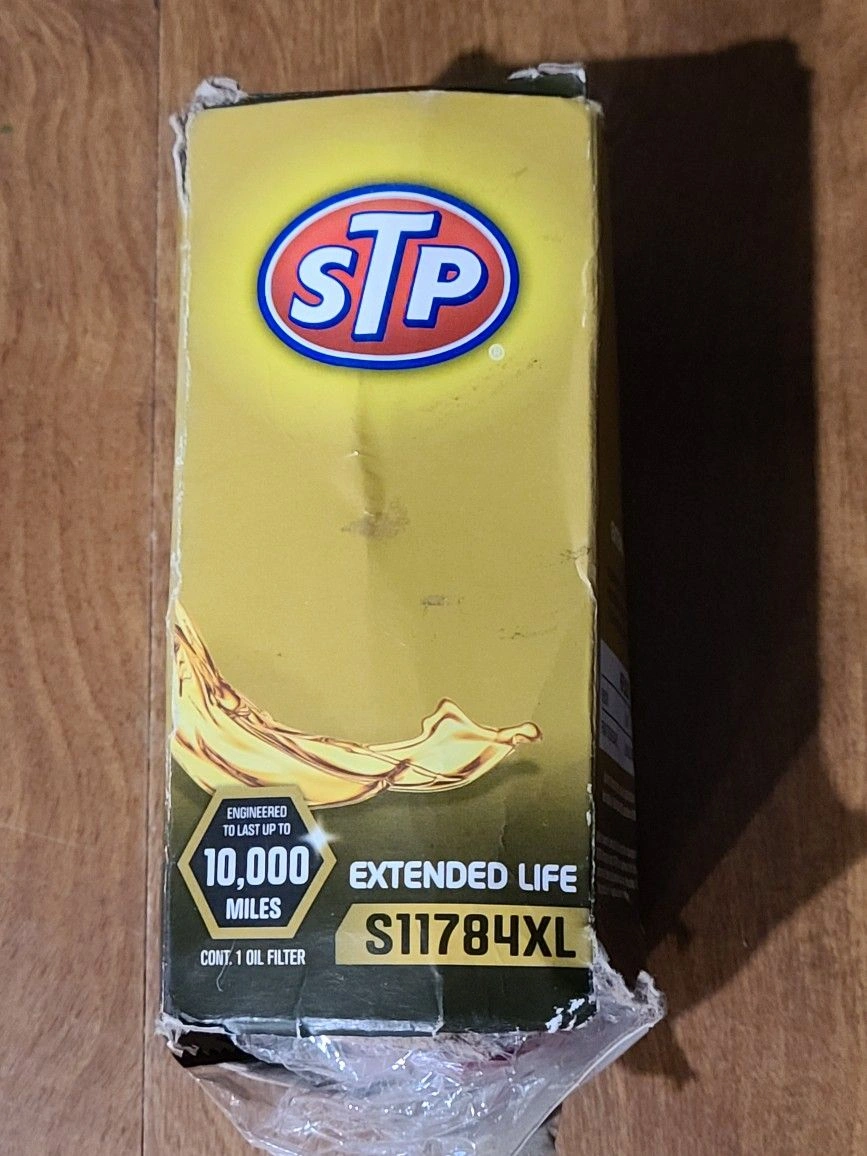 STP
®
ENGINEERED
TO LAST UP TO
10,000
MILES
CONT. 1 OIL FILTER
EXTENDED LIFE
S11784XL